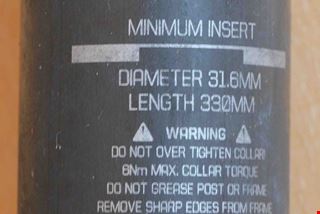 MINIMUM INSERT
DIAMETER 31.6MM
LENGTH 330MM
WARNING
DO NOT OVER TIGHTEN COLLAR!
6Nm MAX. COLLAR TORQUE
DO NOT GREASE POST OR FRAME
REMOVE SHARP EDGES FROM FRAME